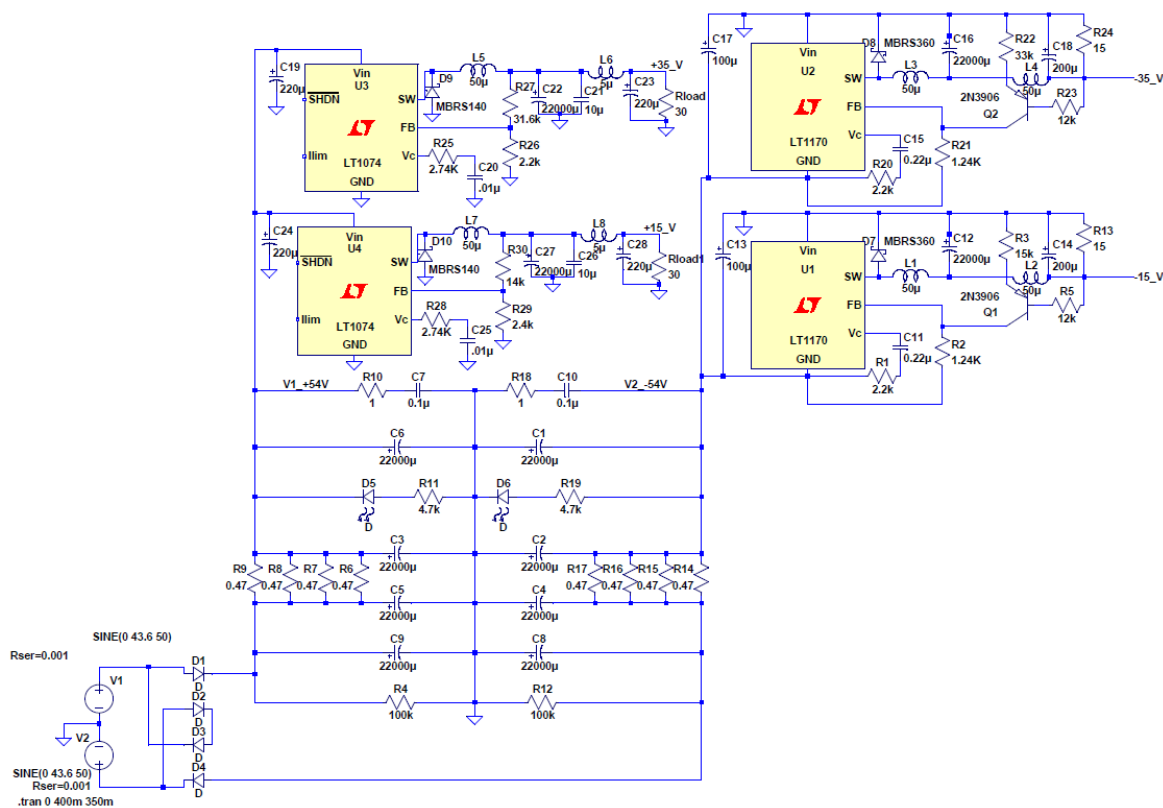 C19
220µ
Vin
U3
SHDN
SW
FB
Ilim
Vc
LT1074
GND
D9
MBRS140
L5
50µ
R27
31.6k
C22
22000µ
C21
10µ
L6
5µ
C23
220µ
+35_V
Rload
30
R25
2.74K
R26
2.2k
C20
.01µ
C24
220µ
Vin
U4
SHDN
SW
FB
Ilim
Vc
LT1074
GND
D10
MBRS140
L7
50µ
R30
14k
C27
22000µ
C26
10µ
L8
5µ
C28
220µ
+15_V
Rload1
30
R28
2.74K
R29
2.4k
C25
.01µ
C17
100µ
Vin
U2
SW
FB
Vc
LT1170
GND
D8
MBRS360
L3
50µ
C16
22000µ
R22
33k
C18
200µ
L4
50µ
R24
15
-35_V
2N3906
Q2
R23
12k
C15
0.22µ
R20
2.2k
R21
1.24K
C13
100µ
Vin
U1
SW
FB
Vc
LT1170
GND
D7
MBRS360
L1
50µ
C12
22000µ
R3
15k
C14
200µ
L2
50µ
R13
15
-15_V
2N3906
Q1
R5
12k
C11
0.22µ
R1
2.2k
R2
1.24K
V1_+54V
R10
1
C7
0.1µ
R18
1
C10
0.1µ
V2_-54V
C6
22000µ
C1
22000µ
D5
D
R11
4.7k
D6
D
R19
4.7k
C3
22000µ
C2
22000µ
R9
0.47
R8
0.47
R7
0.47
R6
0.47
R17
0.47
R16
0.47
R15
0.47
R14
0.47
C5
22000µ
C4
22000µ
C9
22000µ
C8
22000µ
R4
100k
R12
100k
SINE(0 43.6 50)
Rser=0.001
V1
D1
D
D2
D
D3
D
V2
D4
D
SINE(0 43.6 50)
Rser=0.001
.tran 0 400m 350m